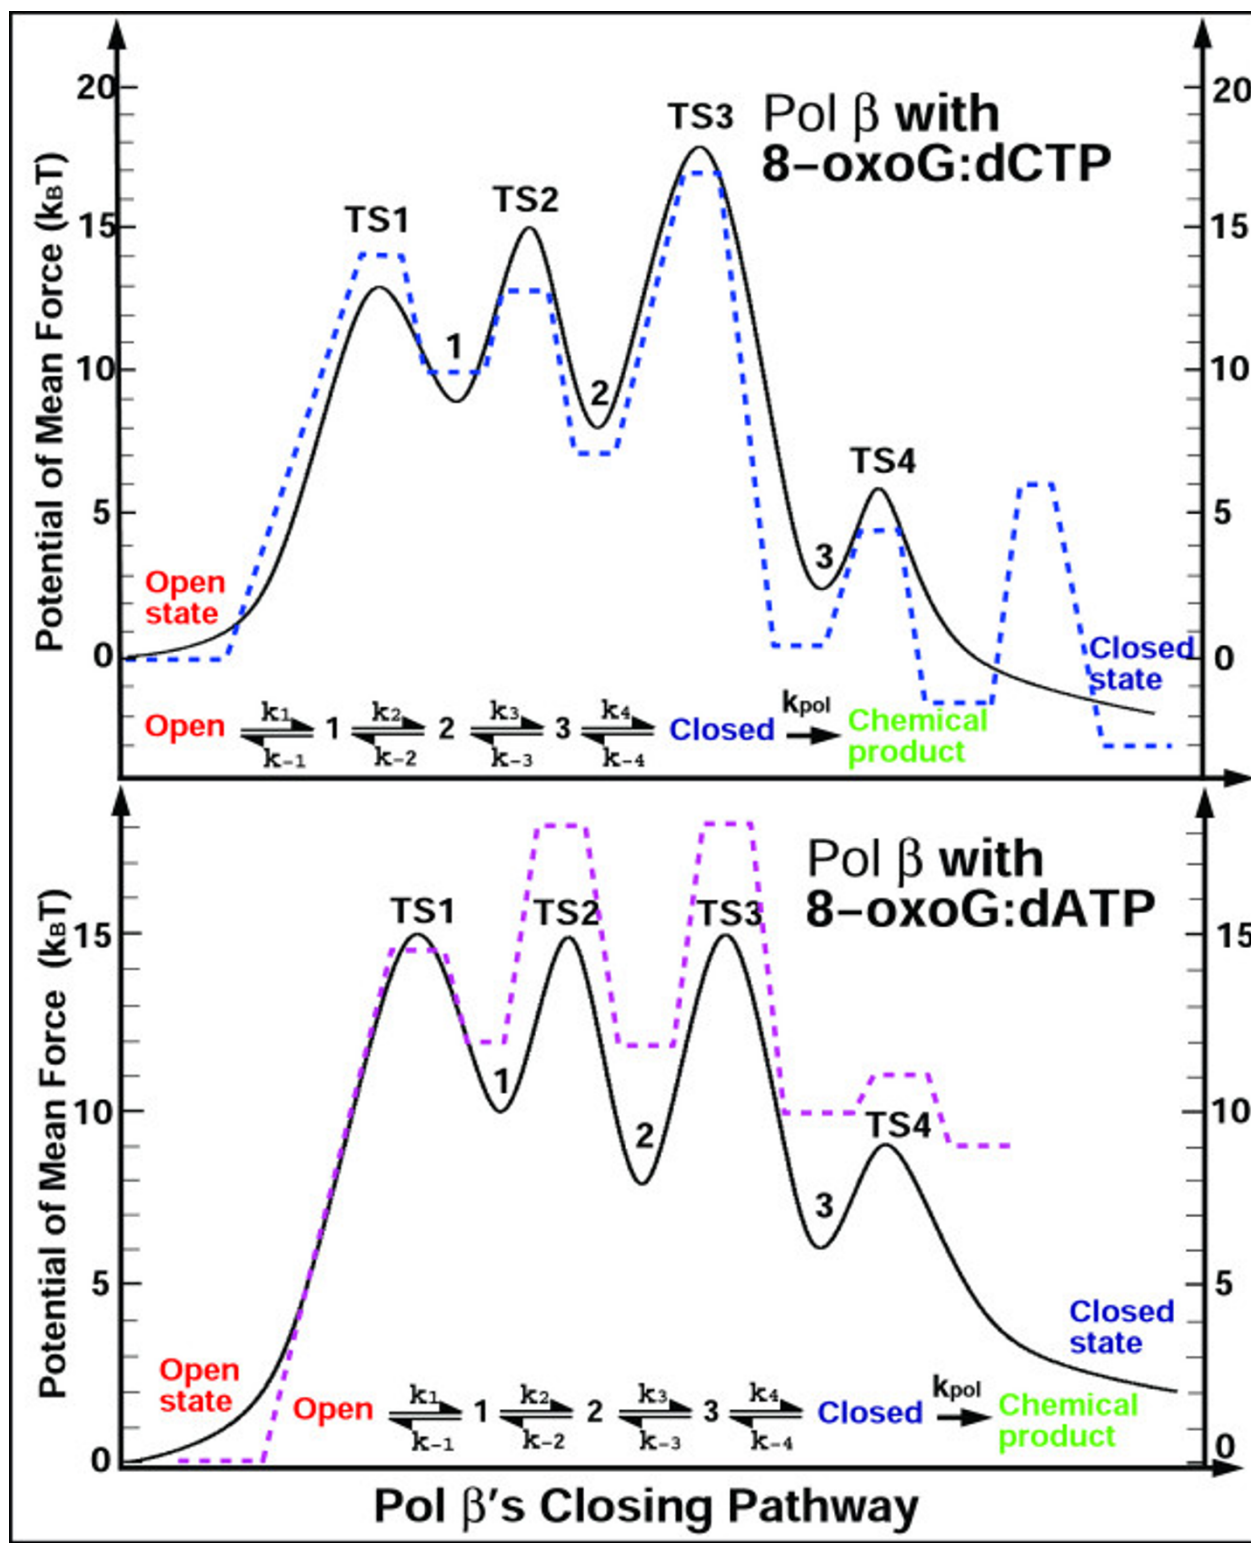 Potential of Mean Force (kBT)
20
15
10
5
0
Pol β with
8–oxoG:dCTP
TS1
TS2
TS3
TS4
1
2
3
Open
state
Closed
state
20
15
10
5
0
Open k1 k-1 1 k2 k-2 2 k3 k-3 3 k4 k-4 Closed kpol Chemical
product
Potential of Mean Force (kBT)
15
10
5
0
Pol β with
8–oxoG:dATP
TS1
TS2
TS3
TS4
1
2
3
Open
state
Closed
state
15
10
5
0
Open k1 k-1 1 k2 k-2 2 k3 k-3 3 k4 k-4 Closed kpol Chemical
product
Pol β's Closing Pathway